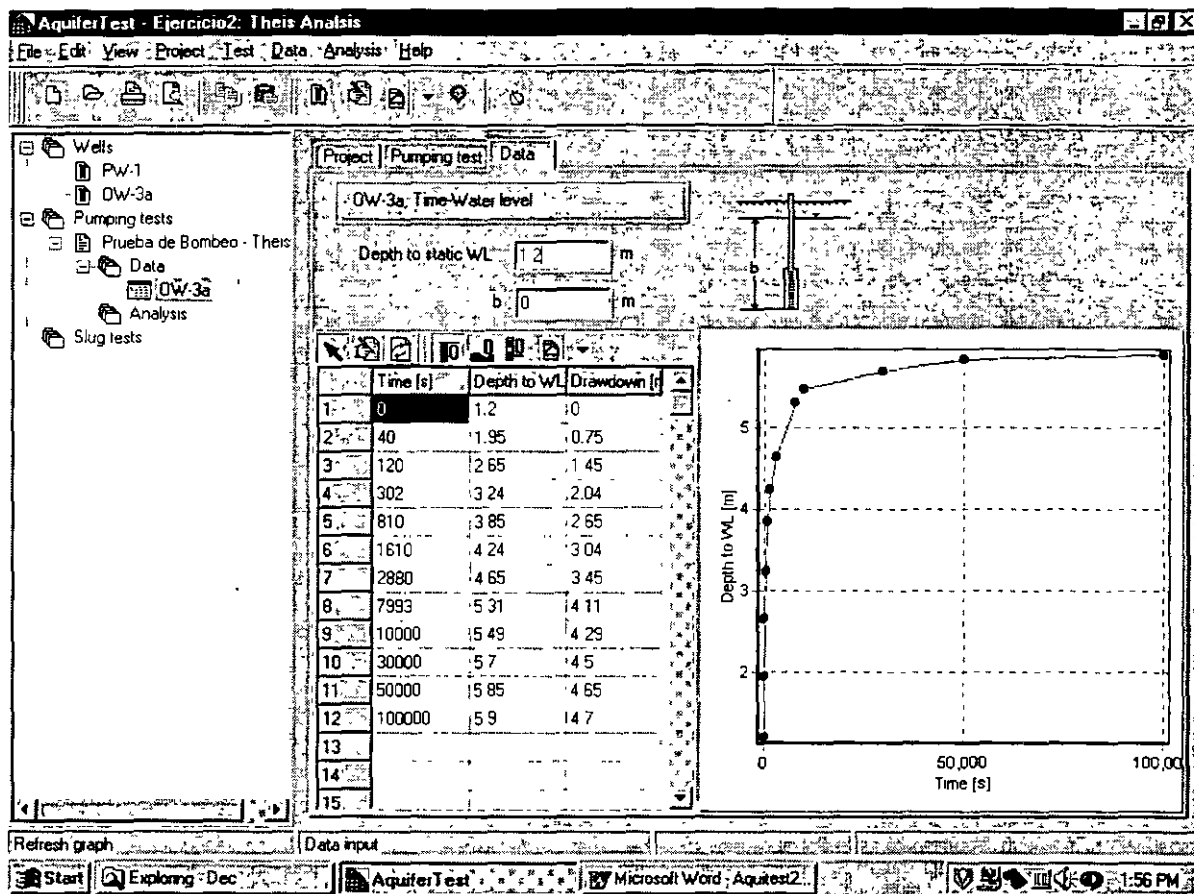 AquiferTest - Ejercicio2: Theis Analsis
File Edit View Project Test Data Analysis Help
Wells
PW-1
OW-3a
Pumping tests
Prueba de Bombeo - Theis
Data
OW-3a
Analysis
Slug tests
Project Pumping test Data
OW-3a, Time-Water level
Depth to static WL 1 2 m
b 0 m
b
Time [s] Depth to WL Drawdown [r
1 0 1.2 0
2 40 1.95 0.75
3 120 2 65 1 45
4 302 3 24 2.04
5 810 3 85 2 65
6 1610 4 24 3 04
7 2880 4 65 3 45
8 7993 5 31 4 11
9 10000 5 49 4 29
10 30000 5 7 4 5
11 50000 5 85 4 65
12 100000 5 9 4 7
13
14
15
Depth to WL [m]
5
4
3
2
0 50,000 100,00
Time [s]
Refresh graph Data input
Start Exploring - Dec AquiferTest Microsoft Word - Aquitest2.. 1:56 PM